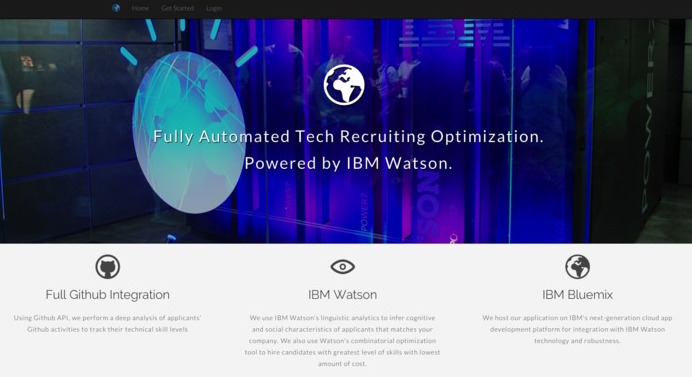 Home Get Started Login
Fully Automated Tech Recruiting Optimization.
Powered by IBM Watson.
POWER
POWER7
SON
Full Github Integration
Using Github API, we perform a deep analysis of applicants'
Github activities to track their technical skill levels
IBM Watson
We use IBM Watson's linguistic analytics to infer cognitive
and social characteristics of applicants that matches your
company. We also use Watson's combinatorial optimization
tool to hire candidates with greatest level of skills with lowest
amount of cost.
IBM Bluemix
We host our application on IBM's next-generation cloud app
development platform for integration with IBM Watson
technology and robustness.